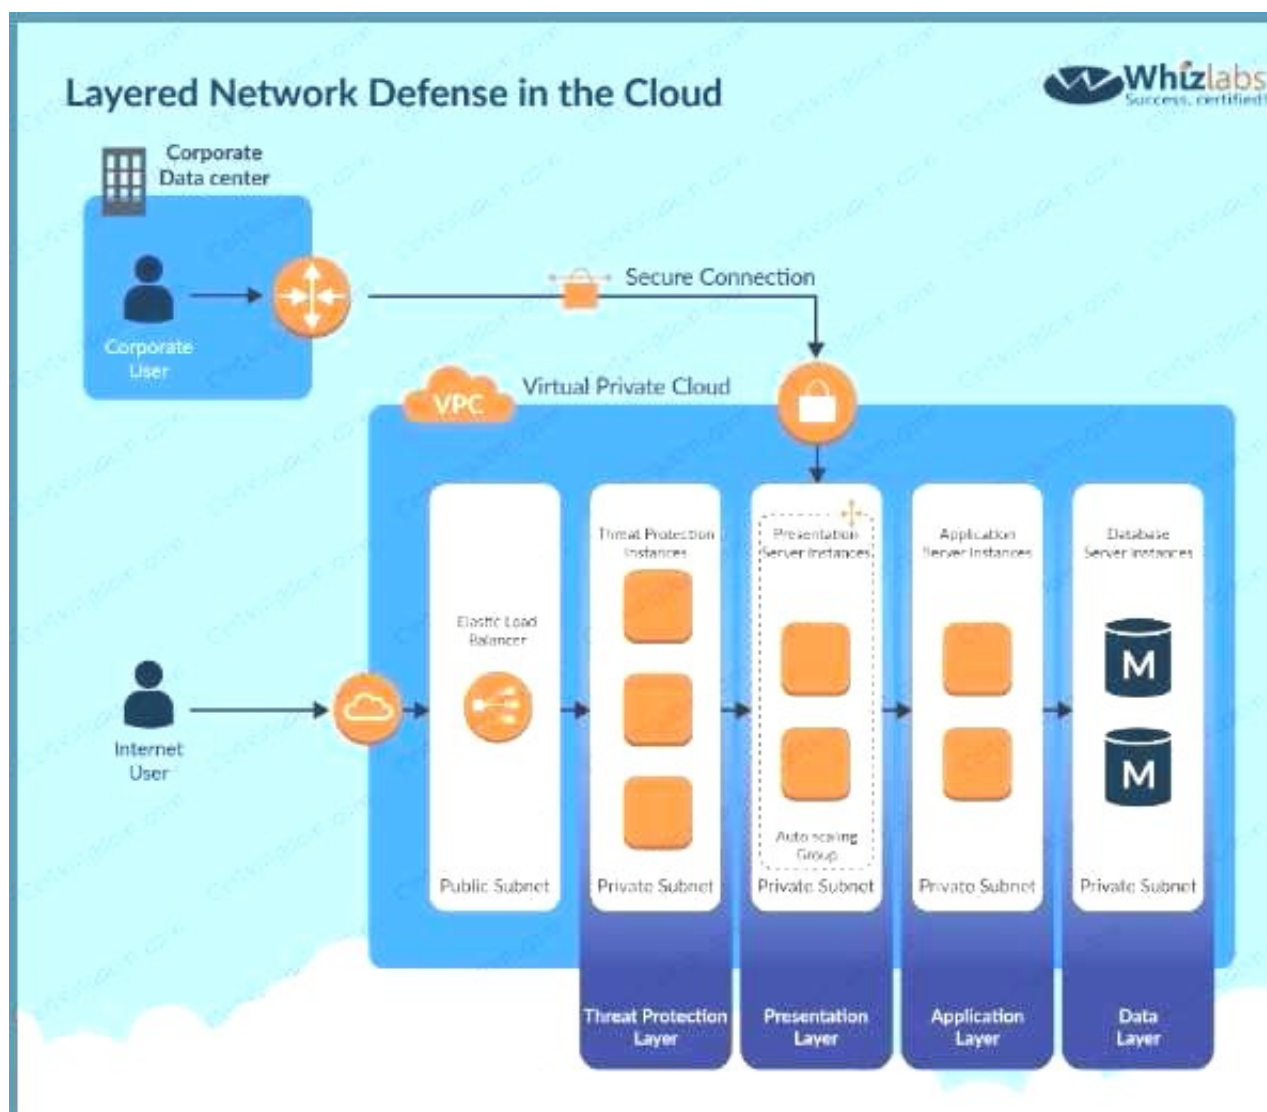 Layered Network Defense in the Cloud
Whizlabs
Success, certified!
Corporate
Data center
Corporate
User
Secure Connection
VPC
Virtual Private Cloud
Internet
User
Elastic Load
Balancer
Public Subnet
Threat Protection
Instances
Private Subnet
Presentation
Server Instances
Auto scaling
Group
Private Subnet
Application
Server Instances
Private Subnet
Database
Server Instances
M
M
Private Subnet
Threat Protection
Layer
Presentation
Layer
Application
Layer
Data
Layer